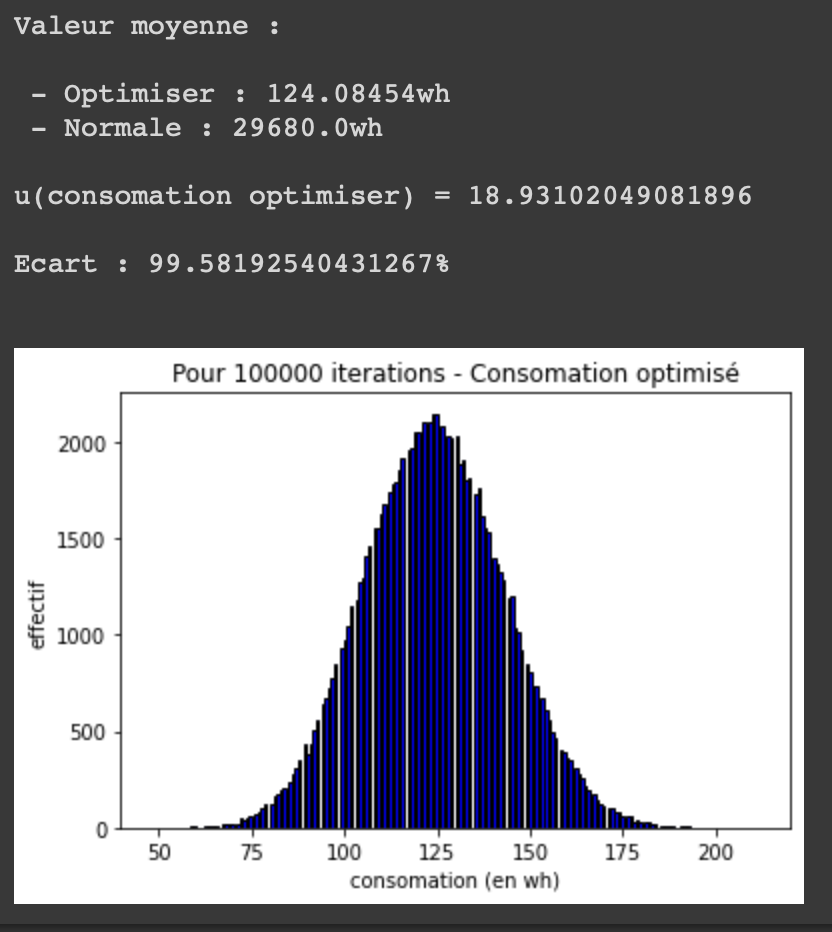 Valeur moyenne :
- Optimiser : 124.08454wh
- Normale : 29680.0wh
u(consomation optimiser) = 18.93102049081896
Ecart : 99.58192540431267%
Pour 100000 iterations - Consomation optimisé
2000
1500
1000
500
0
effectif
50 75 100 125 150 175 200
consomation (en wh)